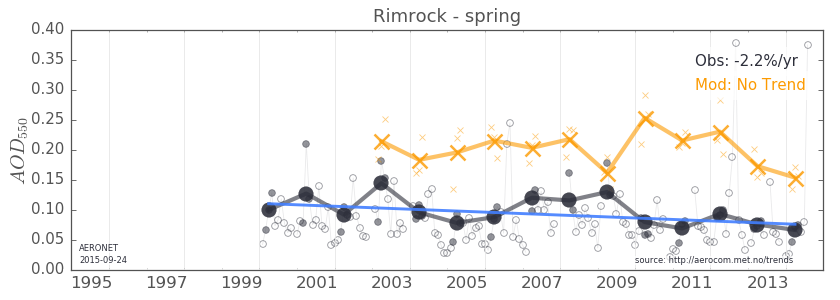 Rimrock - spring
0.40
0.35
0.30
0.25
0.20
0.15
0.10
0.05
0.00
AOD550
Obs: -2.2%/yr
Mod: No Trend
AERONET
2015-09-24
source: http://aerocom.met.no/trends
1995 1997 1999 2001 2003 2005 2007 2009 2011 2013